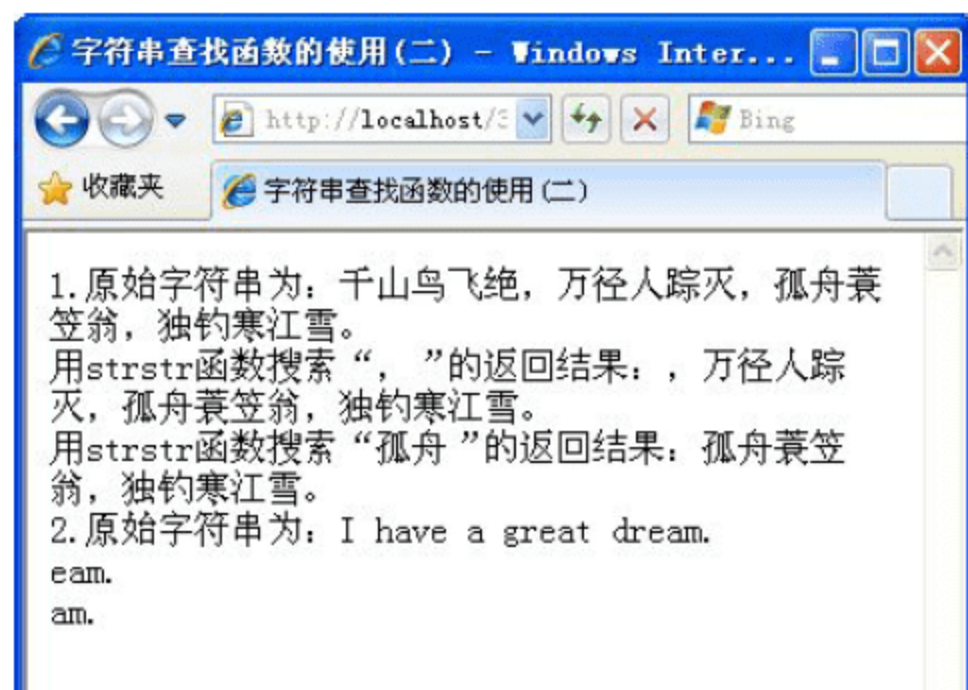 字符串查找函数的使用(二) - Windows Inter...
http://localhost/3
Bing
收藏夹
字符串查找函数的使用(二)
1.原始字符串为：千山鸟飞绝，万径人踪灭，孤舟蓑
笠翁，独钓寒江雪。
用strstr函数搜索“，”的返回结果：，万径人踪
灭，孤舟蓑笠翁，独钓寒江雪。
用strstr函数搜索“孤舟”的返回结果：孤舟蓑笠
翁，独钓寒江雪。
2.原始字符串为：I have a great dream.
eam.
am.